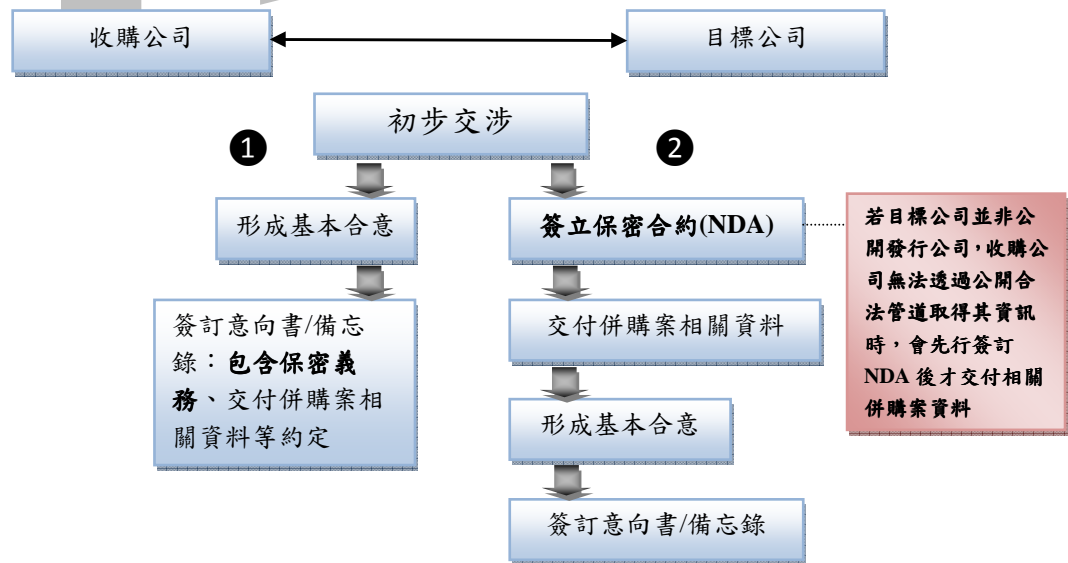 收購公司
目標公司
初步交涉
❶
❷
形成基本合意
簽訂意向書/備忘
錄：包含保密義
務、交付併購案相
關資料等約定
簽立保密合約(NDA)
交付併購案相關資料
形成基本合意
簽訂意向書/備忘錄
若目標公司並非公
開發行公司，收購公
司無法透過公開合
法管道取得其資訊
時，會先行簽訂
NDA 後才交付相關
併購案資料